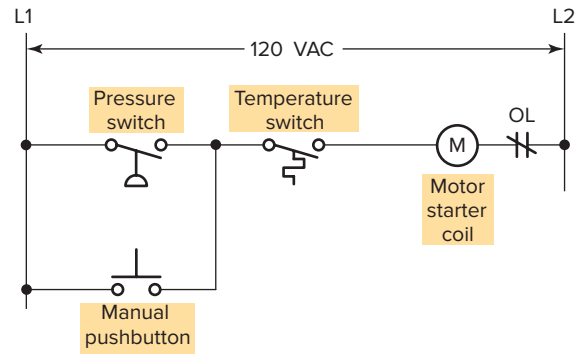 L1
L2
120 VAC
Pressure
switch
Temperature
switch
OL
M
Motor
starter
coil
Manual
pushbutton